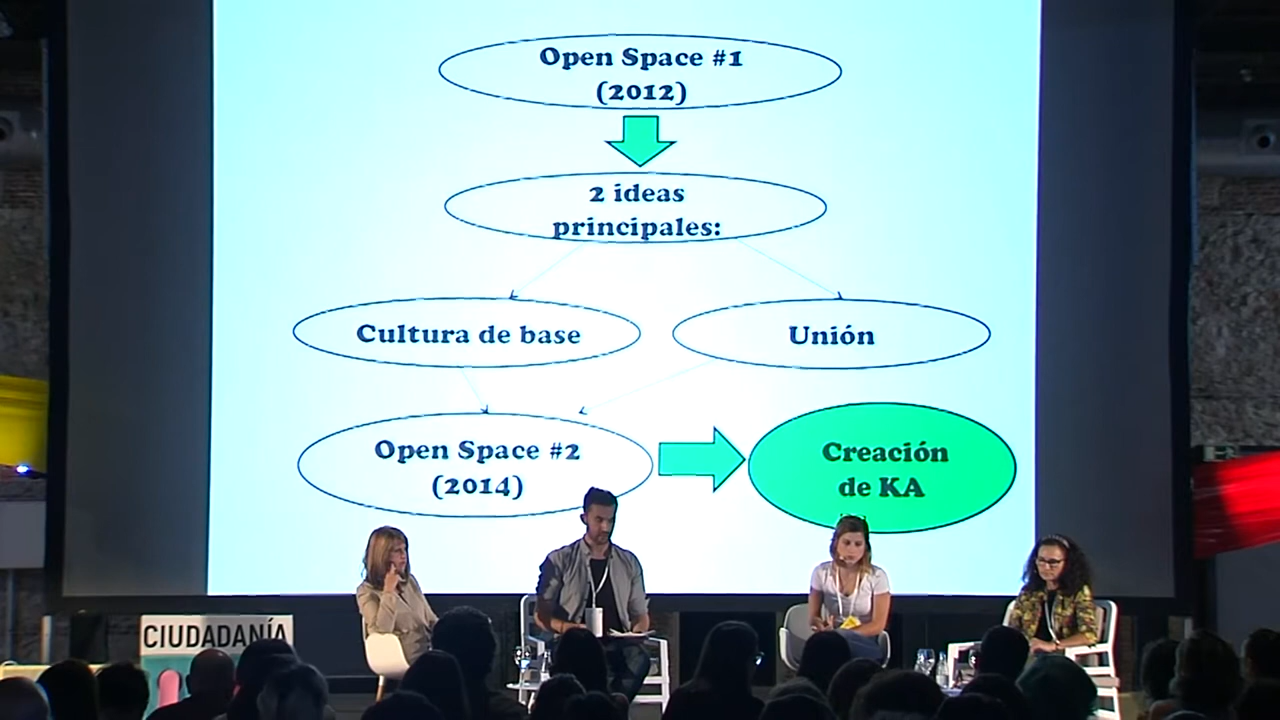 Open Space #1
(2012)
2 ideas
principales:
Cultura de base
Unión
Open Space #2
(2014)
Creación
de KA
CIUDADANÍA